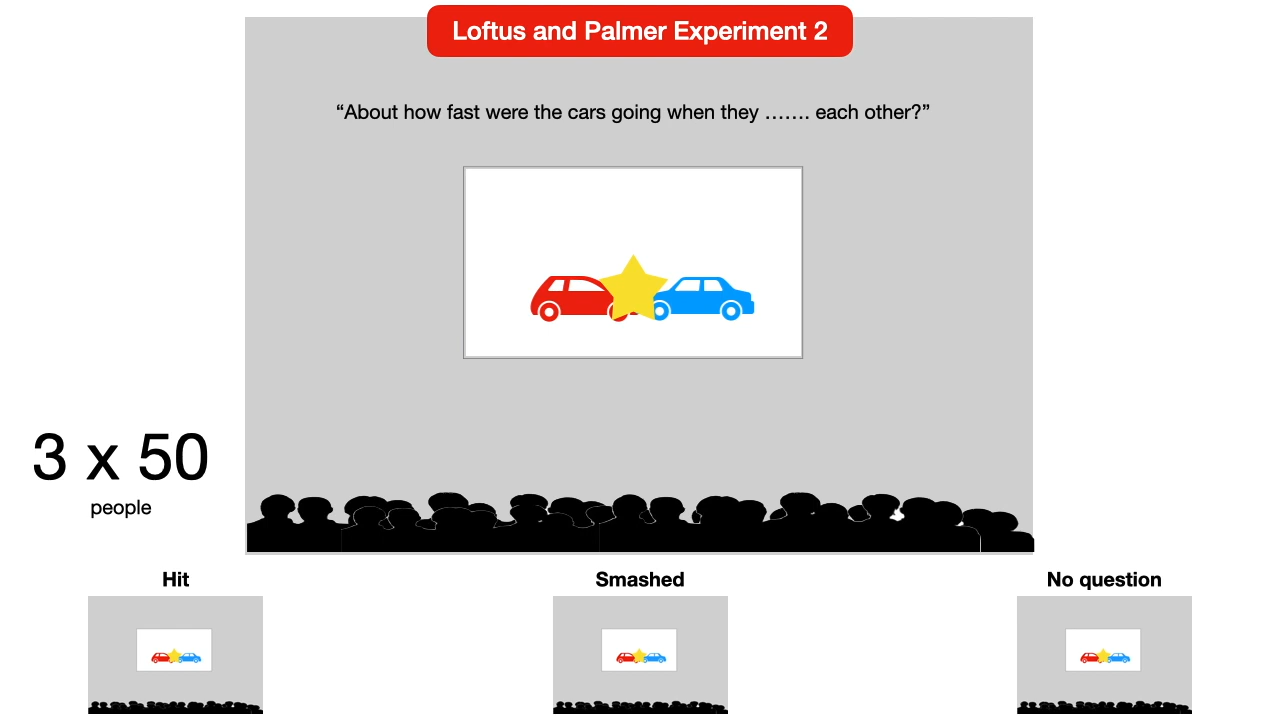 Loftus and Palmer Experiment 2
“About how fast were the cars going when they ……. each other?”
3 x 50
people
Hit
Smashed
No question